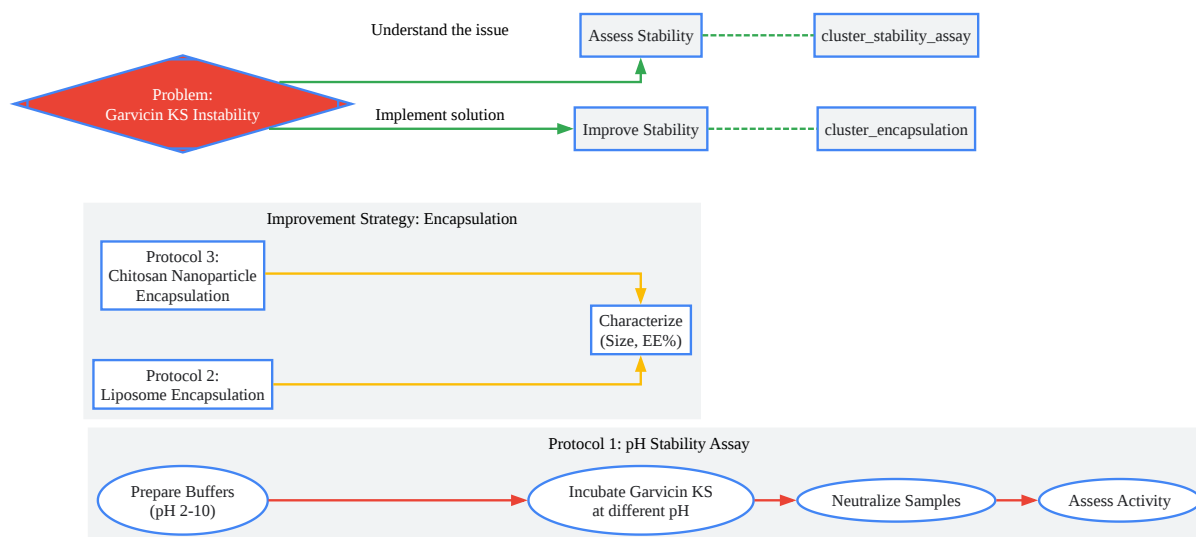 Understand the issue
Assess Stability
cluster_stability_assay
Problem:
Garvicin KS Instability
Implement solution
Improve Stability
cluster_encapsulation
Improvement Strategy: Encapsulation
Protocol 3:
Chitosan Nanoparticle
Encapsulation
Characterize
(Size, EE%)
Protocol 2:
Liposome Encapsulation
Protocol 1: pH Stability Assay
Prepare Buffers
(pH 2-10)
Incubate Garvicin KS
at different pH
Neutralize Samples
Assess Activity